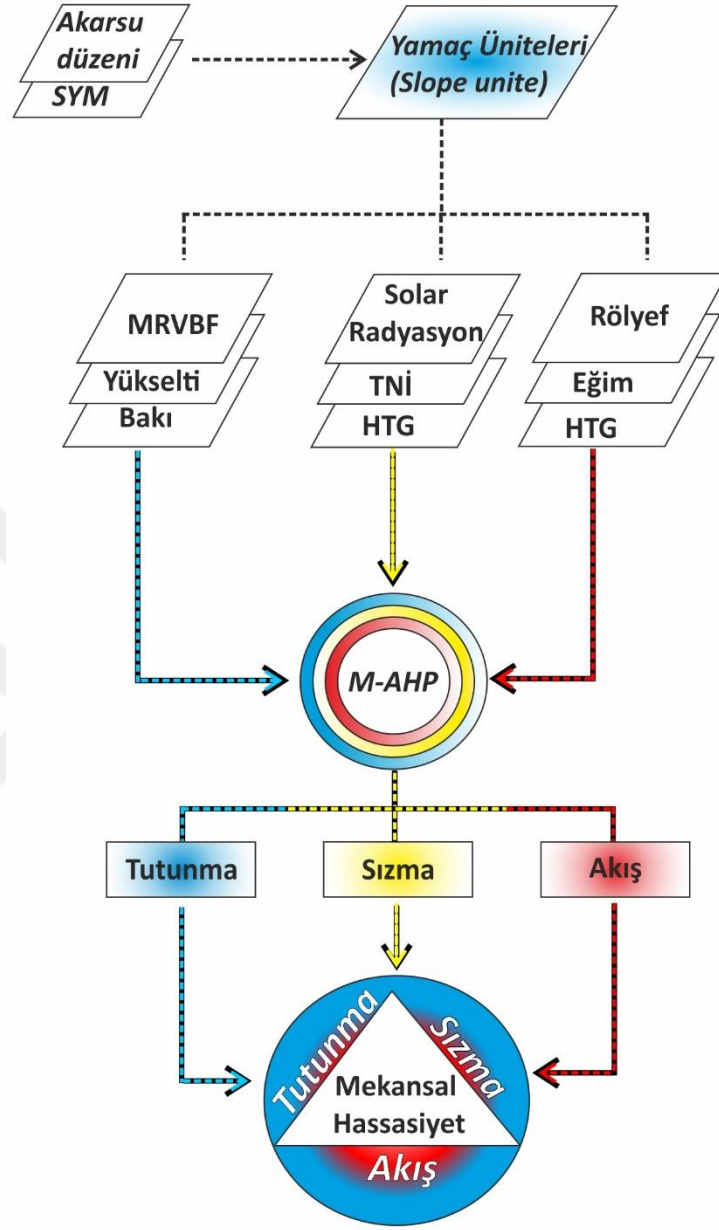 Akarsu
düzeni
SYM
Yamaç Üniteleri
(Slope unite)
MRVBF
Yükselti
Bakı
Solar
Radyasyon
TNİ
HTG
Rölyef
Eğim
HTG
M-AHP
Tutunma
Sızma
Akış
Tutunma
Sızma
Mekansal
Hassasiyet
Akış